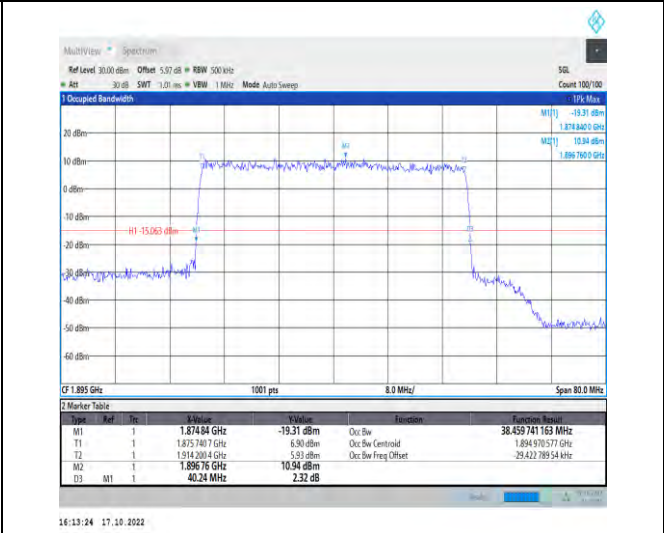 MultiView Spectrum
Ref Level 30.00 dBm Offset 5.97 dB RBW 500 kHz SGL
Att 30 dB SWT 1.01 ms VBW 1 MHz Mode Auto Sweep Count 100/100
1 Occupied Bandwidth 1Pk Max
M1[1] -19.31 dBm
1.874 840 0 GHz
M2[1] 10.94 dBm
1.896 760 0 GHz
20 dBm
M2
10 dBm
0 dBm
-10 dBm
H1 -15.063 dBm
M1
-20 dBm
-30 dBm
-40 dBm
-50 dBm
-60 dBm
CF 1.895 GHz 1001 pts 8.0 MHz/ Span 80.0 MHz
2 Marker Table
Type Ref Trc X-Value Y-Value Function Function Result
M1 1 1.874 84 GHz -19.31 dBm Occ Bw 38.459 741 163 MHz
T1 1 1.875 740 7 GHz 6.90 dBm Occ Bw Centroid 1.894 970 577 GHz
T2 1 1.914 200 4 GHz 5.93 dBm Occ Bw Freq Offset -29.422 789 54 kHz
M2 1 1.896 76 GHz 10.94 dBm
D3 M1 1 40.24 MHz 2.32 dB
16:13:24 17.10.2022